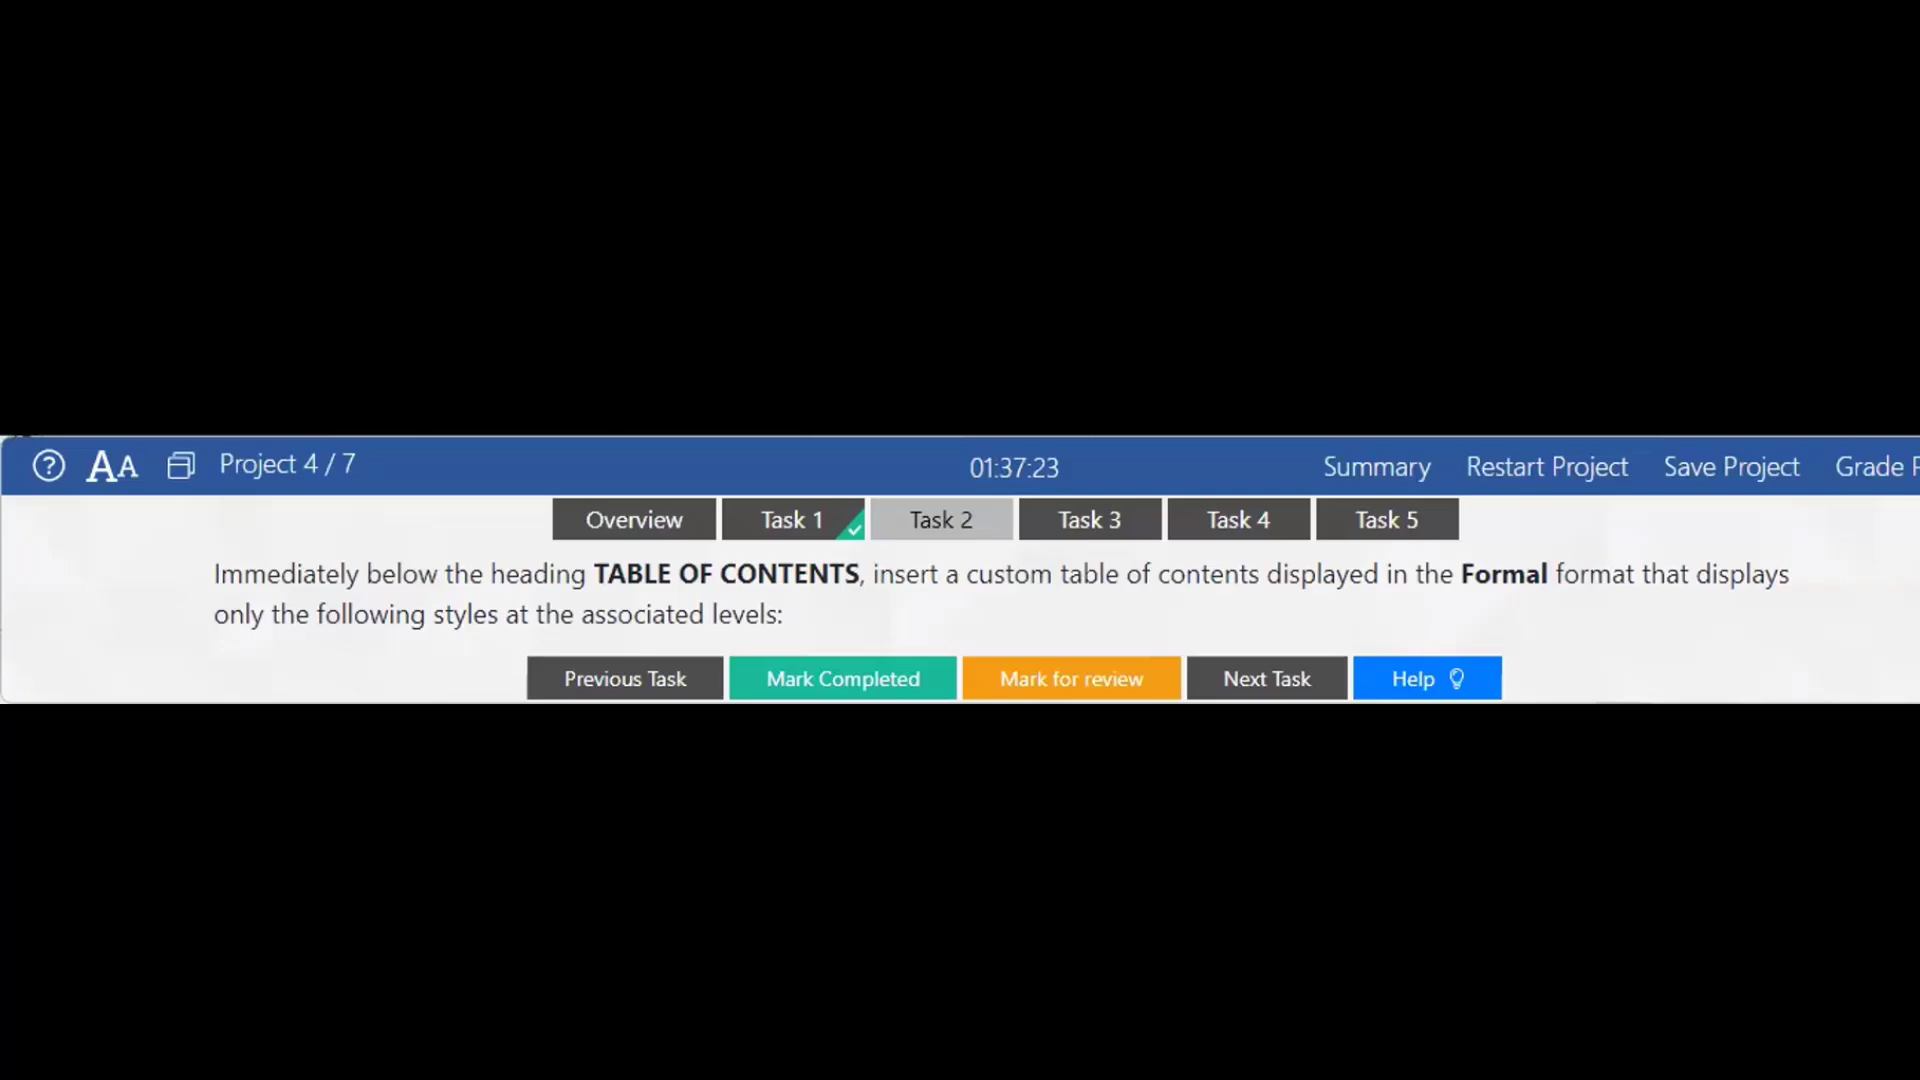 Project 4 / 7
01:37:23
Summary
Restart Project
Save Project
Grade
Overview
Task 1
Task 2
Task 3
Task 4
Task 5
Immediately below the heading TABLE OF CONTENTS, insert a custom table of contents displayed in the Formal format that displays
only the following styles at the associated levels:
Previous Task
Mark Completed
Mark for review
Next Task
Help